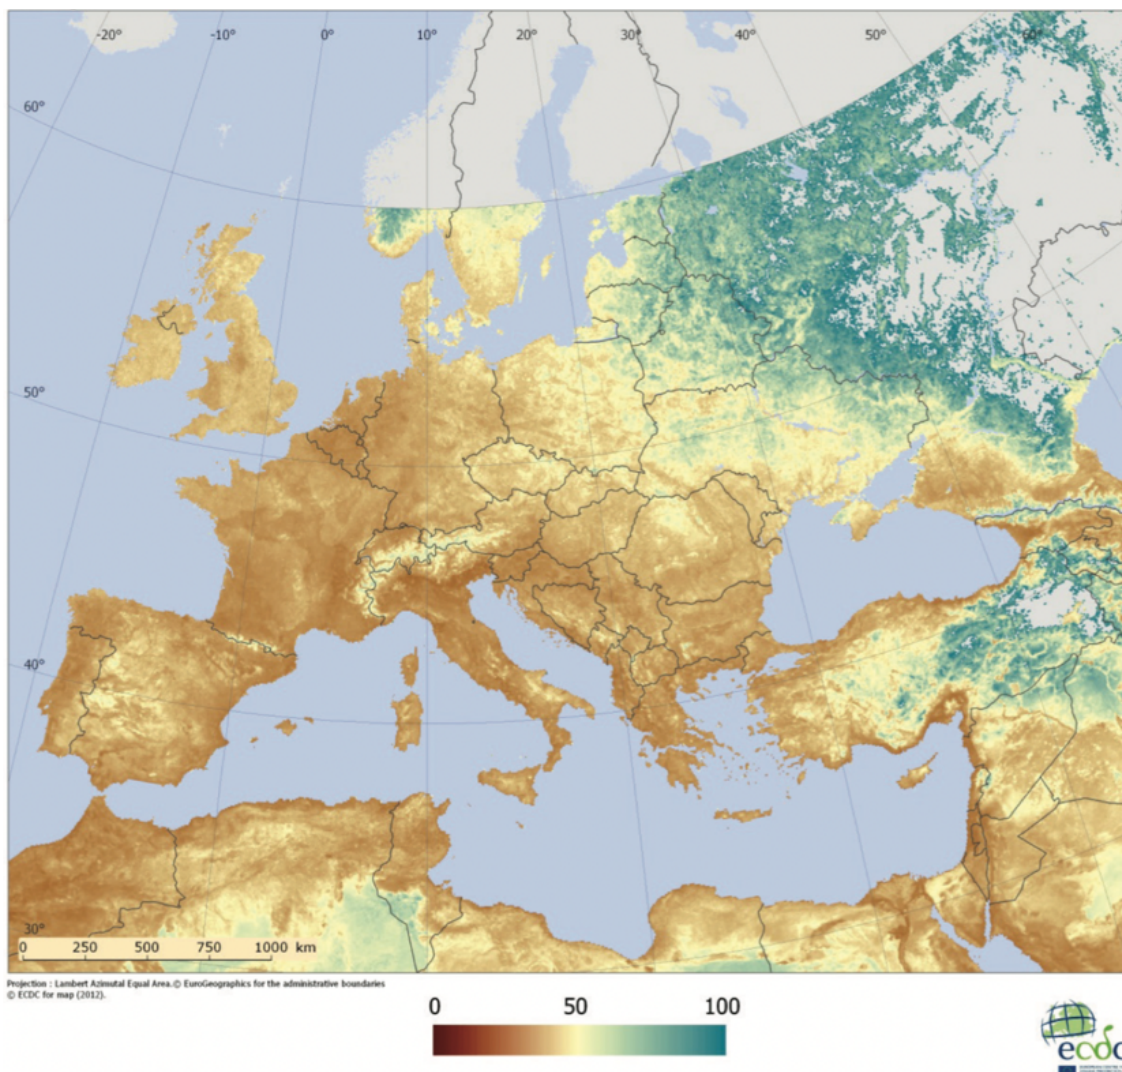 -20° -10° 0° 10° 20° 30° 40° 50° 60°
60°
50°
40°
30°
0 250 500 750 1000 km
Projection : Lambert Azimutal Equal Area.© EuroGeographics for the administrative boundaries
© ECDC for map (2012).
0 50 100
ecdc